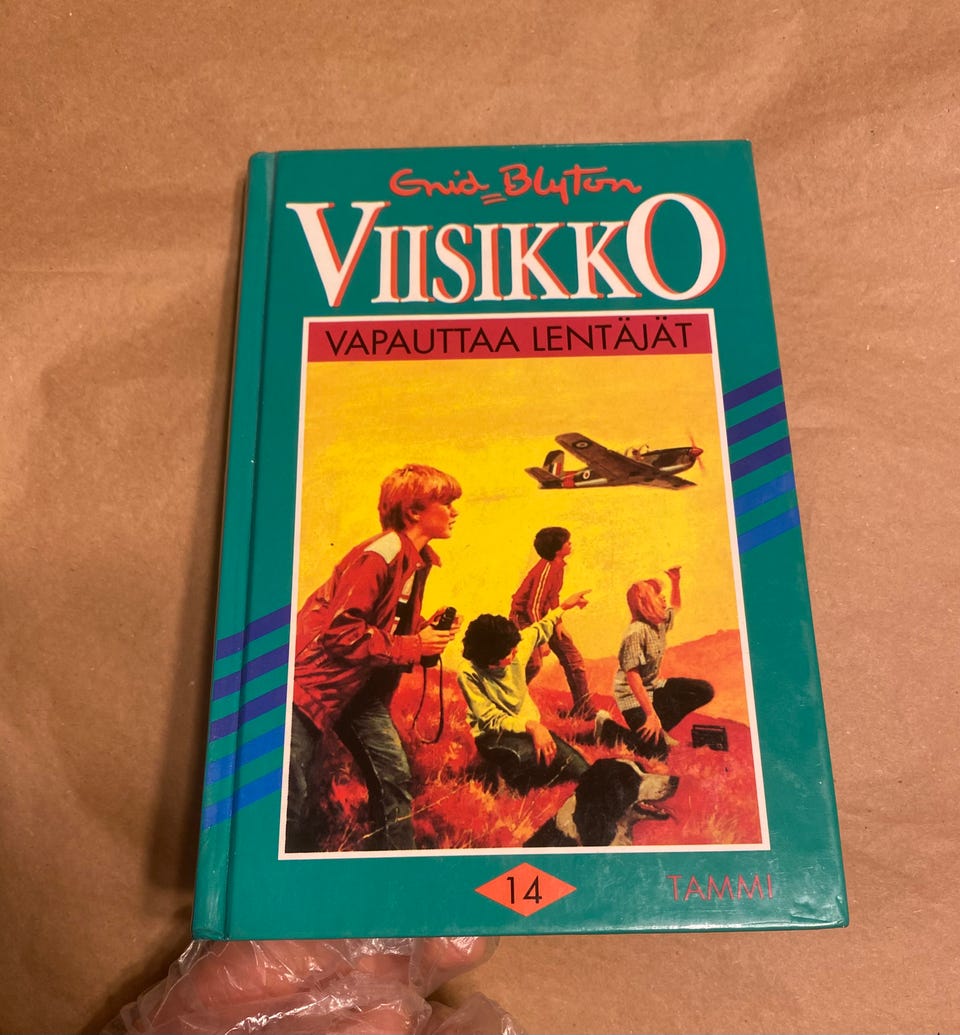 Enid Blyton
VIISIKKO
VAPAUTTAA LENTÄJÄT
14
TAMMI